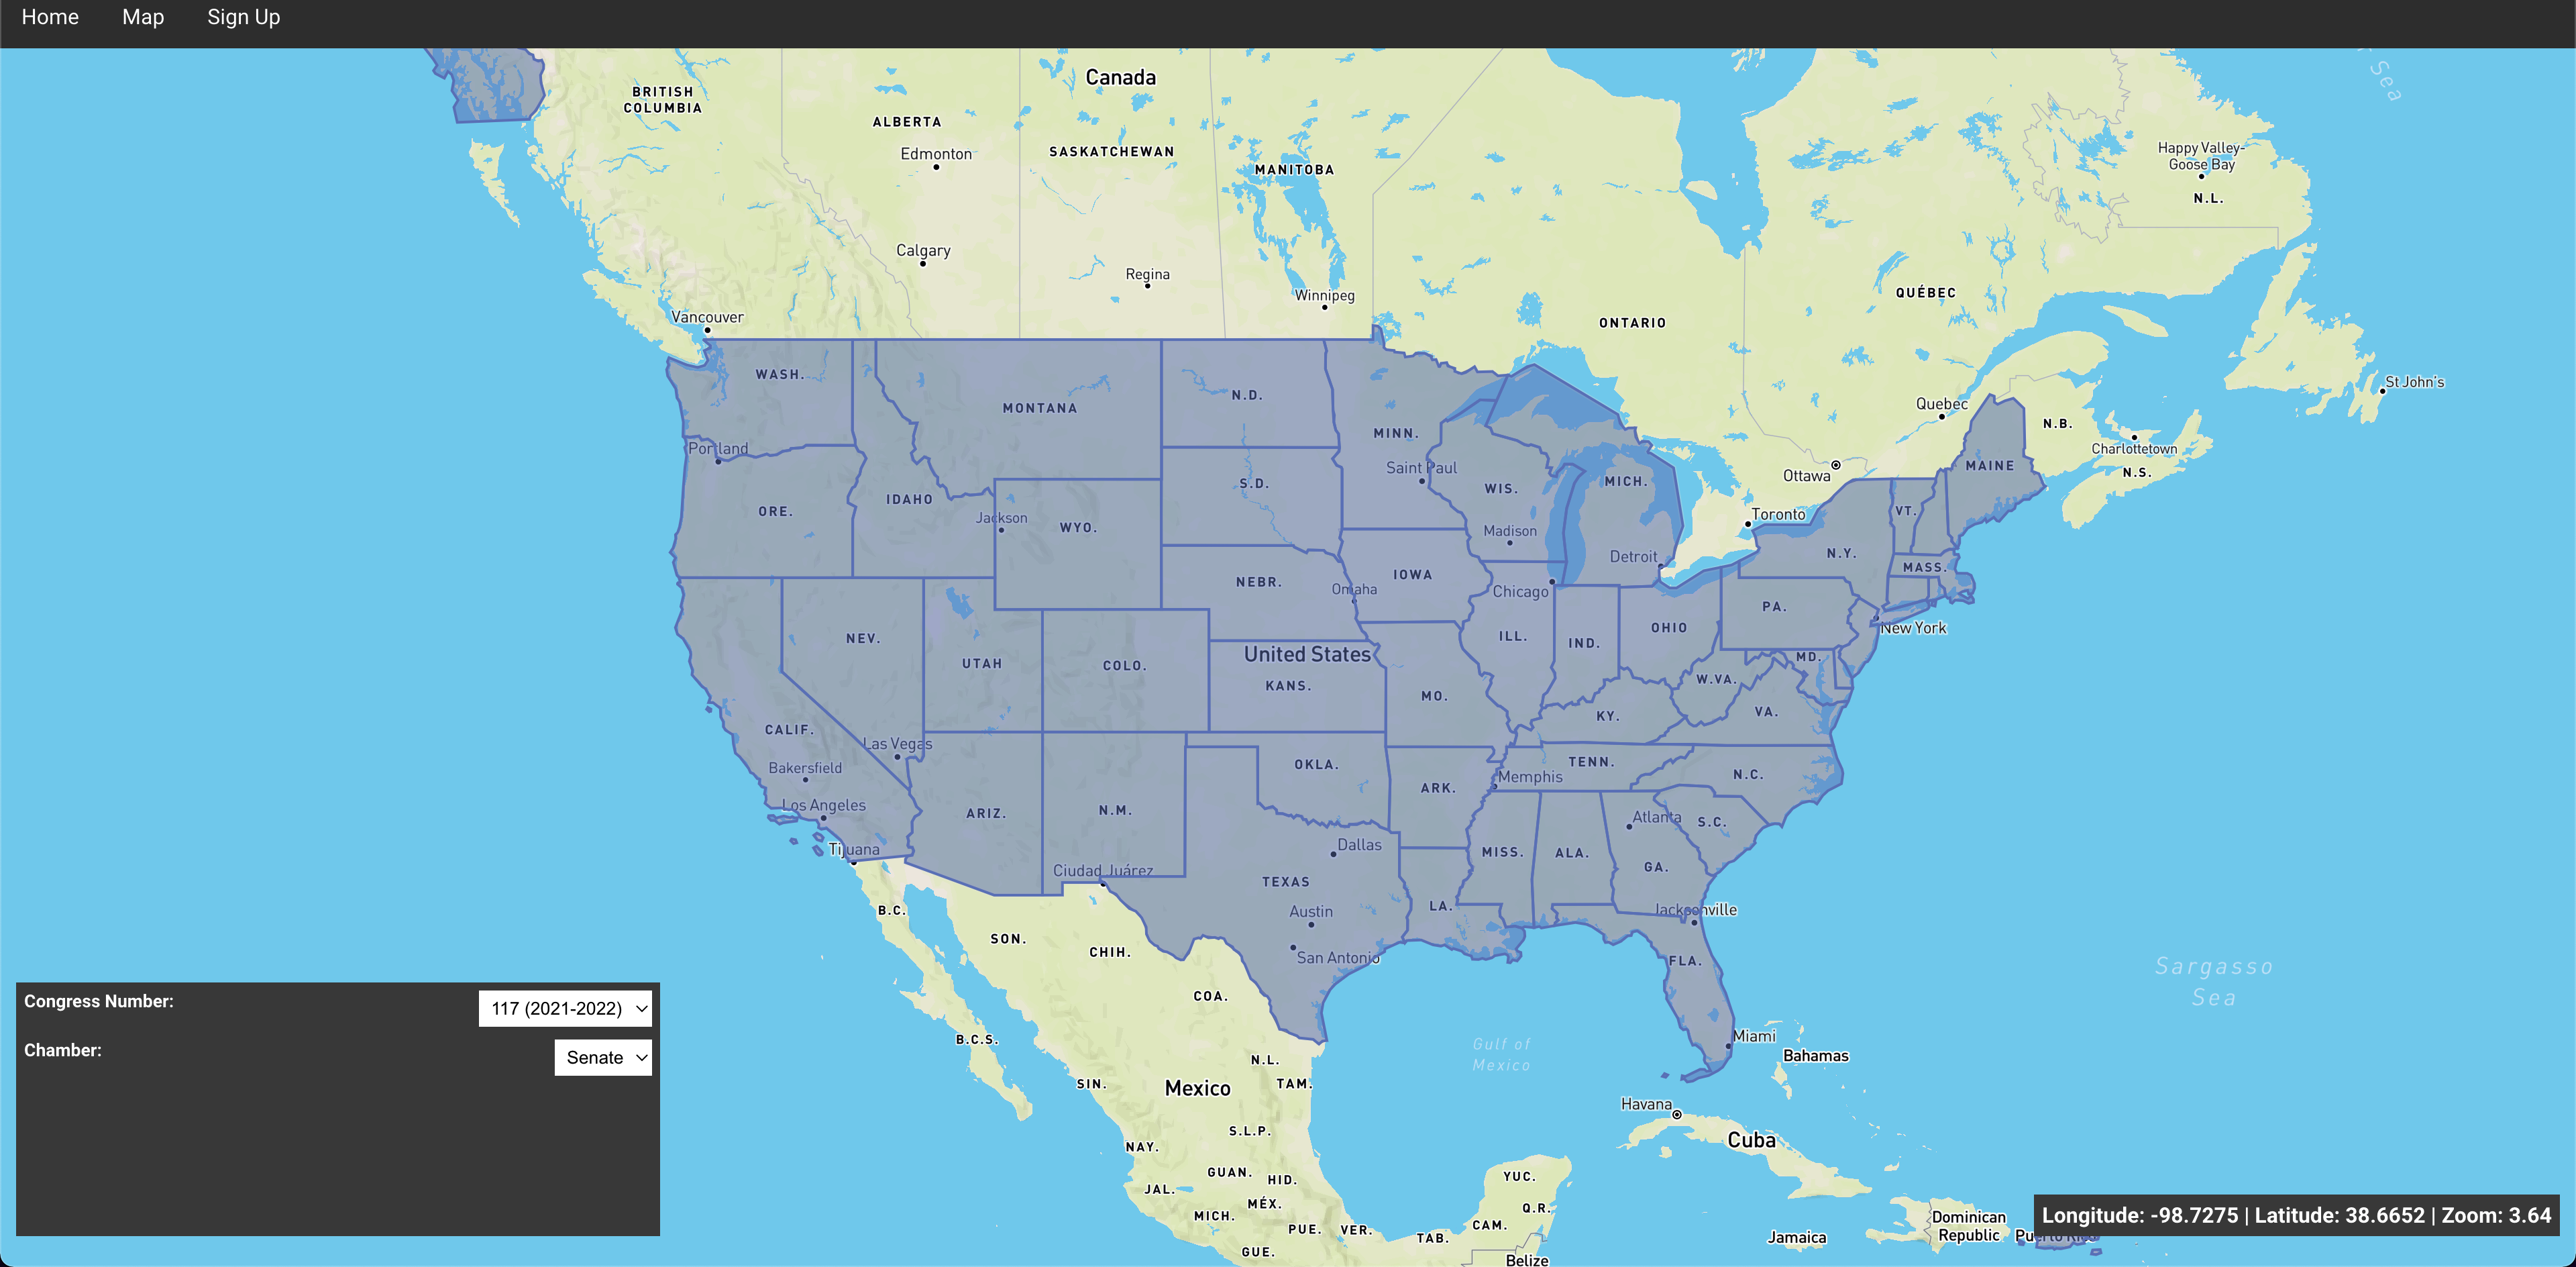 Home Map Sign Up
Sea
Canada
BRITISH
COLUMBIA
ALBERTA
Edmonton
SASKATCHEWAN
MANITOBA
Happy Valley-
Goose Bay
N.L.
Calgary
Regina
Winnipeg
QUÉBEC
Vancouver
ONTARIO
WASH.
MONTANA
N.D.
St John's
Quebec
N.B.
Charlottetown
MINN.
Portland
Saint Paul
Ottawa
MAINE
N.S.
IDAHO
S.D.
WIS.
MICH.
ORE.
Jackson
WYO.
Madison
Toronto
VT.
N.Y.
Detroit
MASS.
NEBR.
Omaha
IOWA
Chicago
PA.
NEV.
UTAH
COLO.
United States
KANS.
ILL.
IND.
OHIO
New York
MD.
W.VA.
MO.
KY.
VA.
CALIF.
Las Vegas
Bakersfield
OKLA.
TENN.
Memphis
N.C.
Los Angeles
ARIZ.
N.M.
ARK.
Atlanta
S.C.
Tijuana
Dallas
MISS.
ALA.
GA.
Ciudad Juárez
TEXAS
B.C.
Austin
LA.
Jacksonville
SON.
CHIH.
San Antonio
FLA.
Sargasso
Sea
COA.
Congress Number: 117 (2021-2022)
B.C.S.
Gulf of
Mexico
Miami
Bahamas
Chamber: Senate
N.L.
SIN.
Mexico
TAM.
Havana
Cuba
S.L.P.
NAY.
GUAN.
HID.
YUC.
JAL.
MÉX.
Q.R.
MICH.
PUE.
VER.
CAM.
TAB.
GUE.
Belize
Jamaica
Dominican
Republic
Puerto Rico
Longitude: -98.7275 | Latitude: 38.6652 | Zoom: 3.64